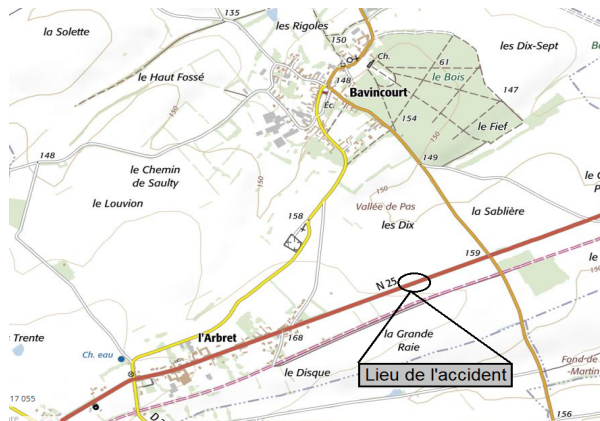 135
la Solette
les Rigoles
150
les Dix-Sept
Ch.
61
le Bois
le Haut Fossé
148
147
Bavincourt
Éc.
150
154
le Fief
150
148
149
le Chemin
de Saulty
150
150
le Louvion
Vallée de Pas
la Sablière
158
les Dix
159
N 25
l'Arbret
168
la Grande
Raie
Trente
Ch. eau
le Disque
Lieu de l'accident
Fond-de
-Martin
17 055
D
156